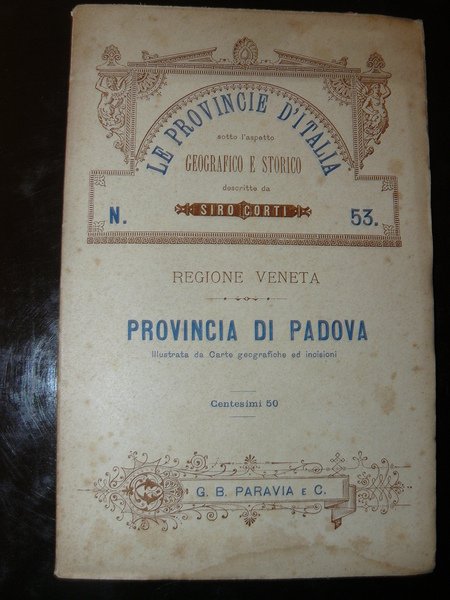 LE PROVINCIE D'ITALIA
sotto l'aspetto
GEOGRAFICO E STORICO
descritte da
SIRO CORTI
N. 53.
REGIONE VENETA
PROVINCIA DI PADOVA
Illustrata da Carte geografiche ed incisioni
Centesimi 50
G. B. PARAVIA E C.